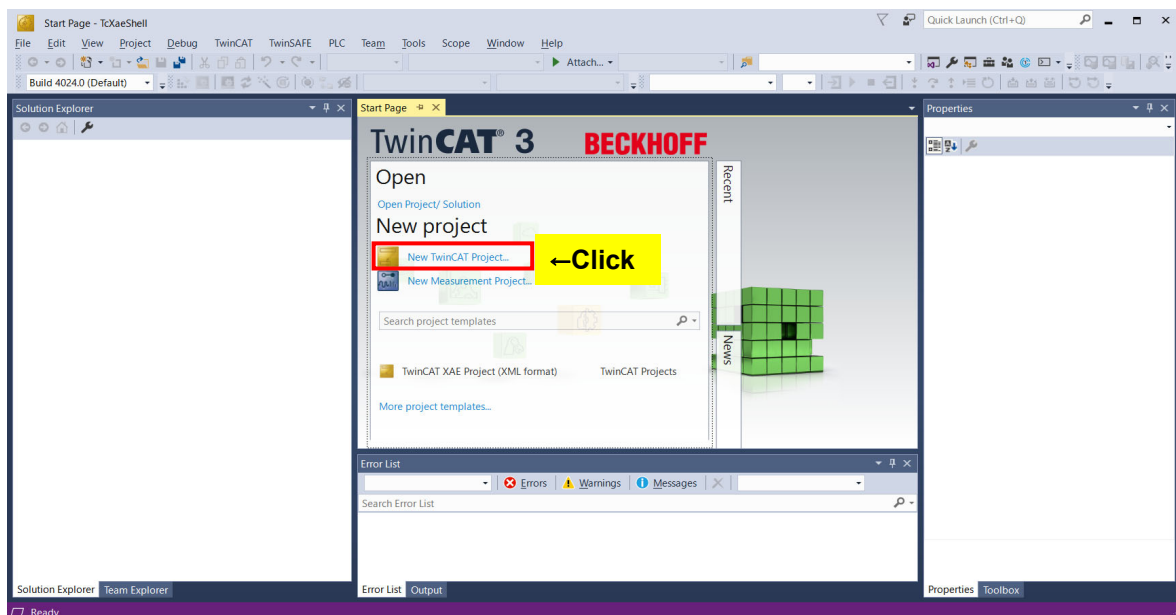 Start Page - TcXaeShell
Quick Launch (Ctrl+Q)
File Edit View Project Debug TwinCAT TwinSAFE PLC Team Tools Scope Window Help
Attach...
Build 4024.0 (Default)
Solution Explorer
Start Page
Properties
TwinCAT® 3 BECKHOFF
Open
Recent
Open Project/ Solution
New project
New TwinCAT Project...
←Click
New Measurement Project...
Search project templates
News
TwinCAT XAE Project (XML format) TwinCAT Projects
More project templates...
Error List
Errors Warnings Messages
Search Error List
Solution Explorer Team Explorer
Error List Output
Properties Toolbox
Ready